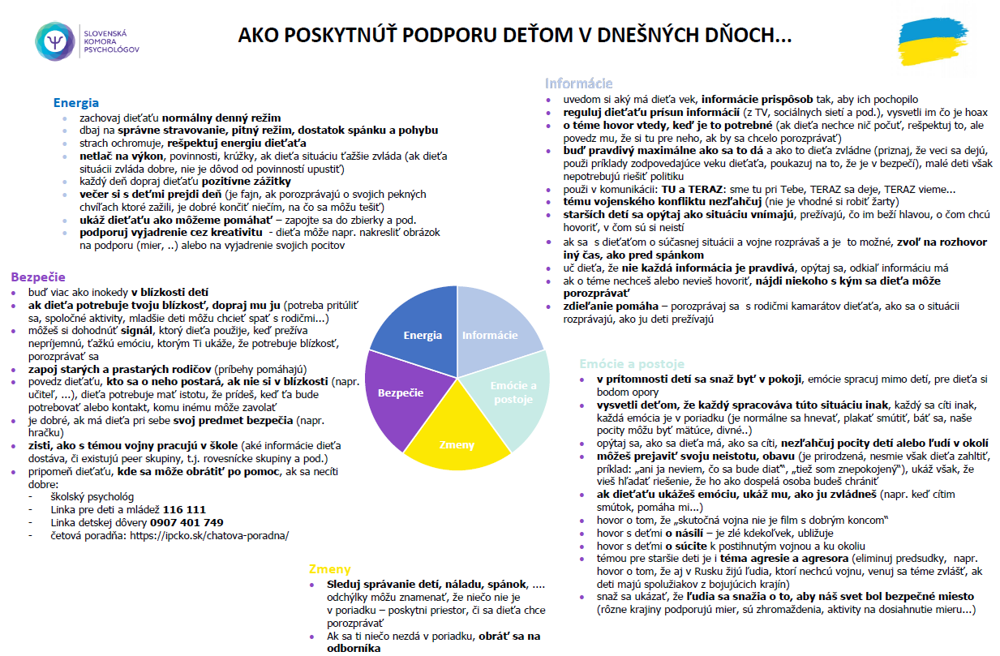 SLOVENSKÁ
KOMORA
PSYCHOLÓGOV
AKO POSKYTNÚŤ PODPORU DEŤOM V DNEŠNÝCH DŇOCH...
Energia
• zachovaj dieťaťu normálny denný režim
• dbaj na správne stravovanie, pitný režim, dostatok spánku a pohybu
• strach ochromuje, rešpektuj energiu dieťaťa
• netlač na výkon, povinnosti, krúžky, ak dieťa situáciu ťažšie zvláda (ak dieťa
situácii zvláda dobre, nie je dôvod od povinností upustiť)
• každý deň dopraj dieťaťu pozitívne zážitky
• večer si s deťmi prejdi deň (je fajn, ak porozprávajú o svojich pekných
chvíľach ktoré zažili, je dobré končiť niečím, na čo sa môžu tešiť)
• ukáž dieťaťu ako môžeme pomáhať – zapojte sa do zbierky a pod.
• podporuj vyjadrenie cez kreativitu - dieťa môže napr. nakresliť obrázok
na podporu (mier, ..) alebo na vyjadrenie svojich pocitov
Bezpečie
• buď viac ako inokedy v blízkosti detí
• ak dieťa potrebuje tvoju blízkosť, dopraj mu ju (potreba pritúliť
sa, spoločné aktivity, mladšie deti môžu chcieť spať s rodičmi...)
• môžeš si dohodnúť signál, ktorý dieťa použije, keď prežíva
nepríjemnú, ťažkú emóciu, ktorým Ti ukáže, že potrebuje blízkosť,
porozprávať sa
• zapoj starých a prastarých rodičov (príbehy pomáhajú)
• povedz dieťaťu, kto sa o neho postará, ak nie si v blízkosti (napr.
učiteľ, ...), dieťa potrebuje mať istotu, že prídeš, keď ťa bude
potrebovať alebo kontakt, komu inému môže zavolať
• je dobré, ak má dieťa pri sebe svoj predmet bezpečia (napr.
hračku)
• zisti, ako s témou vojny pracujú v škole (aké informácie dieťa
dostáva, či existujú peer skupiny, t.j. rovesnícke skupiny a pod.)
• pripomeň dieťaťu, kde sa môže obrátiť po pomoc, ak sa necíti
dobre:
- školský psychológ
- Linka pre deti a mládež 116 111
- Linka detskej dôvery 0907 401 749
- četová poradňa: https://ipcko.sk/chatova-poradna/
Energia
Informácie
Bezpečie
Emócie a
postoje
Zmeny
Zmeny
• Sleduj správanie detí, náladu, spánok, ....
odchýlky môžu znamenať, že niečo nie je
v poriadku – poskytni priestor, či sa dieťa chce
porozprávať
• Ak sa ti niečo nezdá v poriadku, obráť sa na
odborníka
Informácie
• uvedom si aký má dieťa vek, informácie prispôsob tak, aby ich pochopilo
• reguluj dieťaťu prísun informácií (z TV, sociálnych sietí a pod.), vysvetli im čo je hoax
• o téme hovor vtedy, keď je to potrebné (ak dieťa nechce nič počuť, rešpektuj to, ale
povedz mu, že si tu pre neho, ak by sa chcelo porozprávať)
• buď pravdivý maximálne ako sa to dá a ako to dieťa zvládne (priznaj, že veci sa dejú,
použi príklady zodpovedajúce veku dieťaťa, poukazuj na to, že je v bezpečí), malé deti však
nepotrebujú riešiť politiku
• použi v komunikácii: TU a TERAZ: sme tu pri Tebe, TERAZ sa deje, TERAZ vieme...
• tému vojenského konfliktu nezľahčuj (nie je vhodné si robiť žarty)
• starších detí sa opýtaj ako situáciu vnímajú, prežívajú, čo im beží hlavou, o čom chcú
hovoriť, v čom sú si neistí
• ak sa s dieťaťom o súčasnej situácii a vojne rozprávaš a je to možné, zvoľ na rozhovor
iný čas, ako pred spánkom
• uč dieťa, že nie každá informácia je pravdivá, opýtaj sa, odkiaľ informáciu má
• ak o téme nechceš alebo nevieš hovoriť, nájdi niekoho s kým sa dieťa môže
porozprávať
• zdieľanie pomáha – porozprávaj sa s rodičmi kamarátov dieťaťa, ako sa o situácii
rozprávajú, ako ju deti prežívajú
Emócie a postoje
• v prítomnosti detí sa snaž byť v pokoji, emócie spracuj mimo detí, pre dieťa si
bodom opory
• vysvetli deťom, že každý spracováva túto situáciu inak, každý sa cíti inak,
každá emócia je v poriadku (je normálne sa hnevať, plakať smútiť, báť sa, naše
pocity môžu byť mätúce, divné..)
• opýtaj sa, ako sa dieťa má, ako sa cíti, nezľahčuj pocity detí alebo ľudí v okolí
• môžeš prejaviť svoju neistotu, obavu (je prirodzená, nesmie však dieťa zahltiť,
príklad: „ani ja neviem, čo sa bude diať“, „tiež som znepokojený“), ukáž však, že
vieš hľadať riešenie, že ho ako dospelá osoba budeš chrániť
• ak dieťaťu ukážeš emóciu, ukáž mu, ako ju zvládneš (napr. keď cítim
smútok, pomáha mi...)
• hovor o tom, že „skutočná vojna nie je film s dobrým koncom“
• hovor s deťmi o násilí – je zlé kdekoľvek, ubližuje
• hovor s deťmi o súcite k postihnutým vojnou a ku okoliu
• témou pre staršie deti je i téma agresie a agresora (eliminuj predsudky, napr.
hovor o tom, že aj v Rusku žijú ľudia, ktorí nechcú vojnu, venuj sa téme zvlášť, ak
deti majú spolužiakov z bojujúcich krajín)
• snaž sa ukázať, že ľudia sa snažia o to, aby náš svet bol bezpečné miesto
(rôzne krajiny podporujú mier, sú zhromaždenia, aktivity na dosiahnutie mieru...)